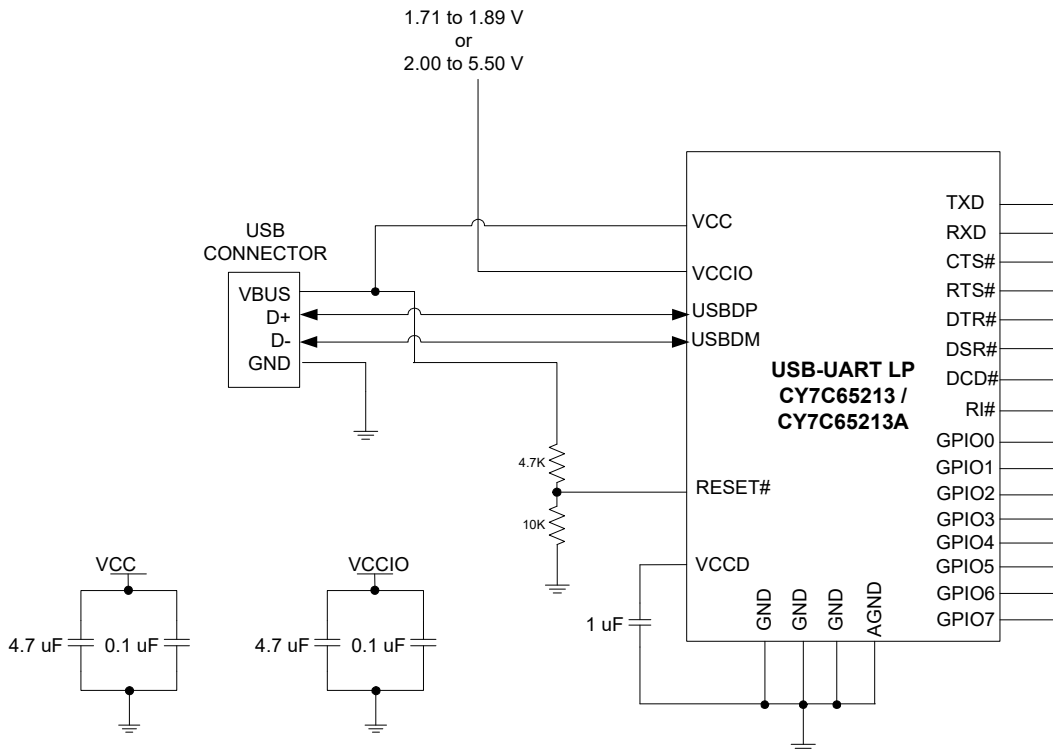 1.71 to 1.89 V
or
2.00 to 5.50 V
USB
CONNECTOR
VBUS
D+
D-
GND
VCC
VCCIO
USBDP
USBDM
RESET#
VCCD
USB-UART LP
CY7C65213 /
CY7C65213A
GND
GND
GND
AGND
TXD
RXD
CTS#
RTS#
DTR#
DSR#
DCD#
RI#
GPIO0
GPIO1
GPIO2
GPIO3
GPIO4
GPIO5
GPIO6
GPIO7
4.7K
10K
1 uF
VCC
4.7 uF
0.1 uF
VCCIO
4.7 uF
0.1 uF